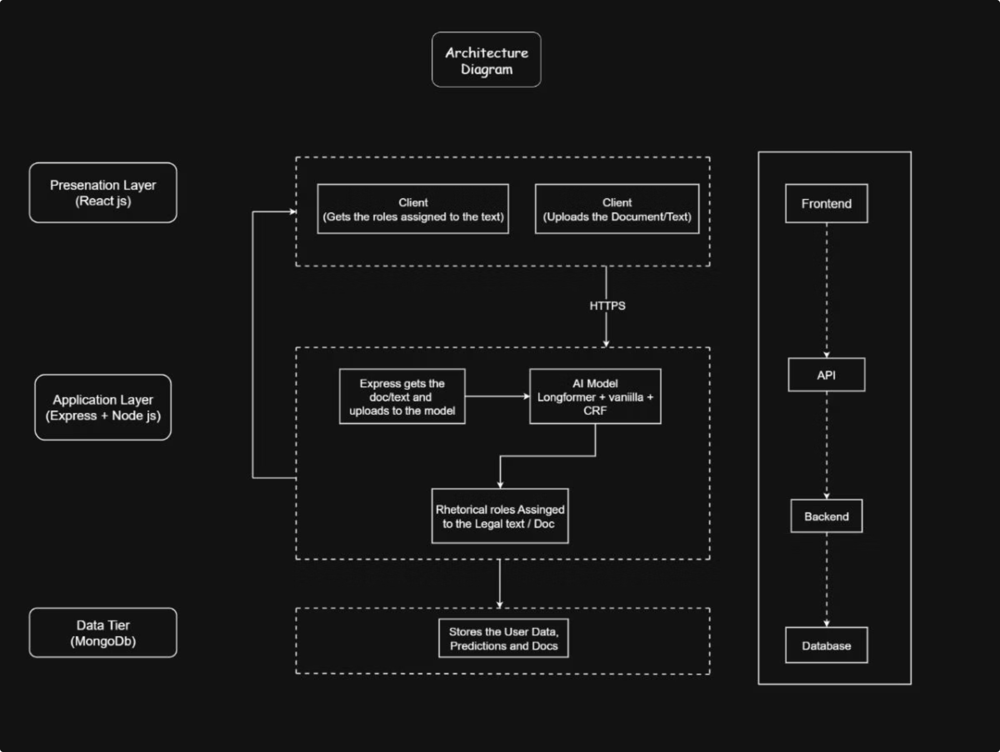 Architecture
Diagram
Presenation Layer
(React js)
Client
(Gets the roles assigned to the text)
Client
(Uploads the Document/Text)
Frontend
HTTPS
API
Application Layer
(Express + Node js)
Express gets the
doc/text and
uploads to the model
AI Model
Longformer + vaniilla +
CRF
Rhetorical roles Assinged
to the Legal text / Doc
Backend
Data Tier
(MongoDb)
Stores the User Data,
Predictions and Docs
Database